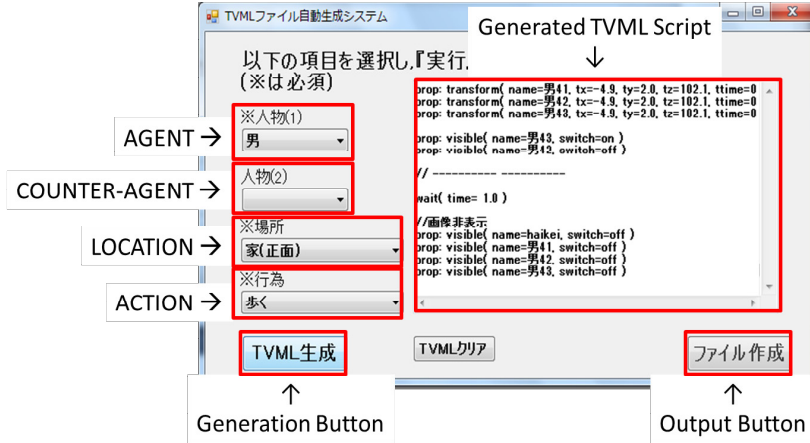 TVMLファイル自動生成システム
Generated TVML Script
↓
以下の項目を選択し,『実行
(※は必須)
AGENT →
※人物(1)
男
COUNTER-AGENT →
人物(2)
LOCATION →
※場所
家(正面)
ACTION →
※行為
歩く
prop: transform( name=男41, tx=-4.9, ty=2.0, tz=102.1, ttime=0
prop: transform( name=男42, tx=-4.9, ty=2.0, tz=102.1, ttime=0
prop: transform( name=男43, tx=-4.9, ty=2.0, tz=102.1, ttime=0
prop: visible( name=男43, switch=on )
prop: visible( name=男42, switch=off )
// ---------- ----------
wait( time= 1.0 )
//画像非表示
prop: visible( name=haikei, switch=off )
prop: visible( name=男41, switch=off )
prop: visible( name=男42, switch=off )
prop: visible( name=男43, switch=off )
TVML生成
TVMLクリア
ファイル作成
↑
Generation Button
↑
Output Button